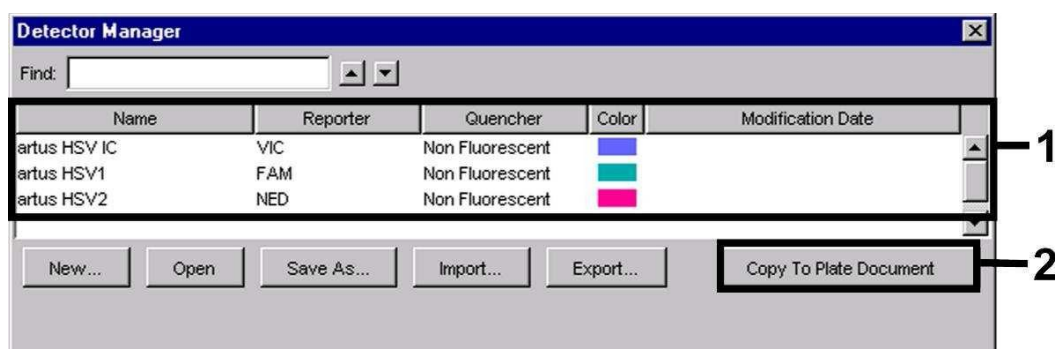 Detector Manager
Find:
Name Reporter Quencher Color Modification Date
artus HSV IC VIC Non Fluorescent
artus HSV1 FAM Non Fluorescent
artus HSV2 NED Non Fluorescent
1
New... Open Save As... Import... Export... Copy To Plate Document
2